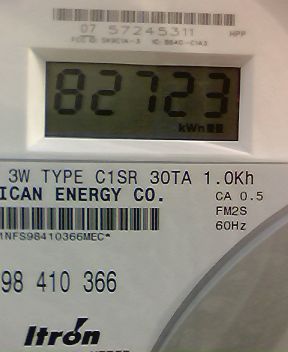 07 57245311 HPP
82723
kWh
3W TYPE C1SR 30TA 1.0Kh
ICAN ENERGY CO. CA 0.5
FM2S
1NFS98410366MEC* 60Hz
98 410 366
Itron